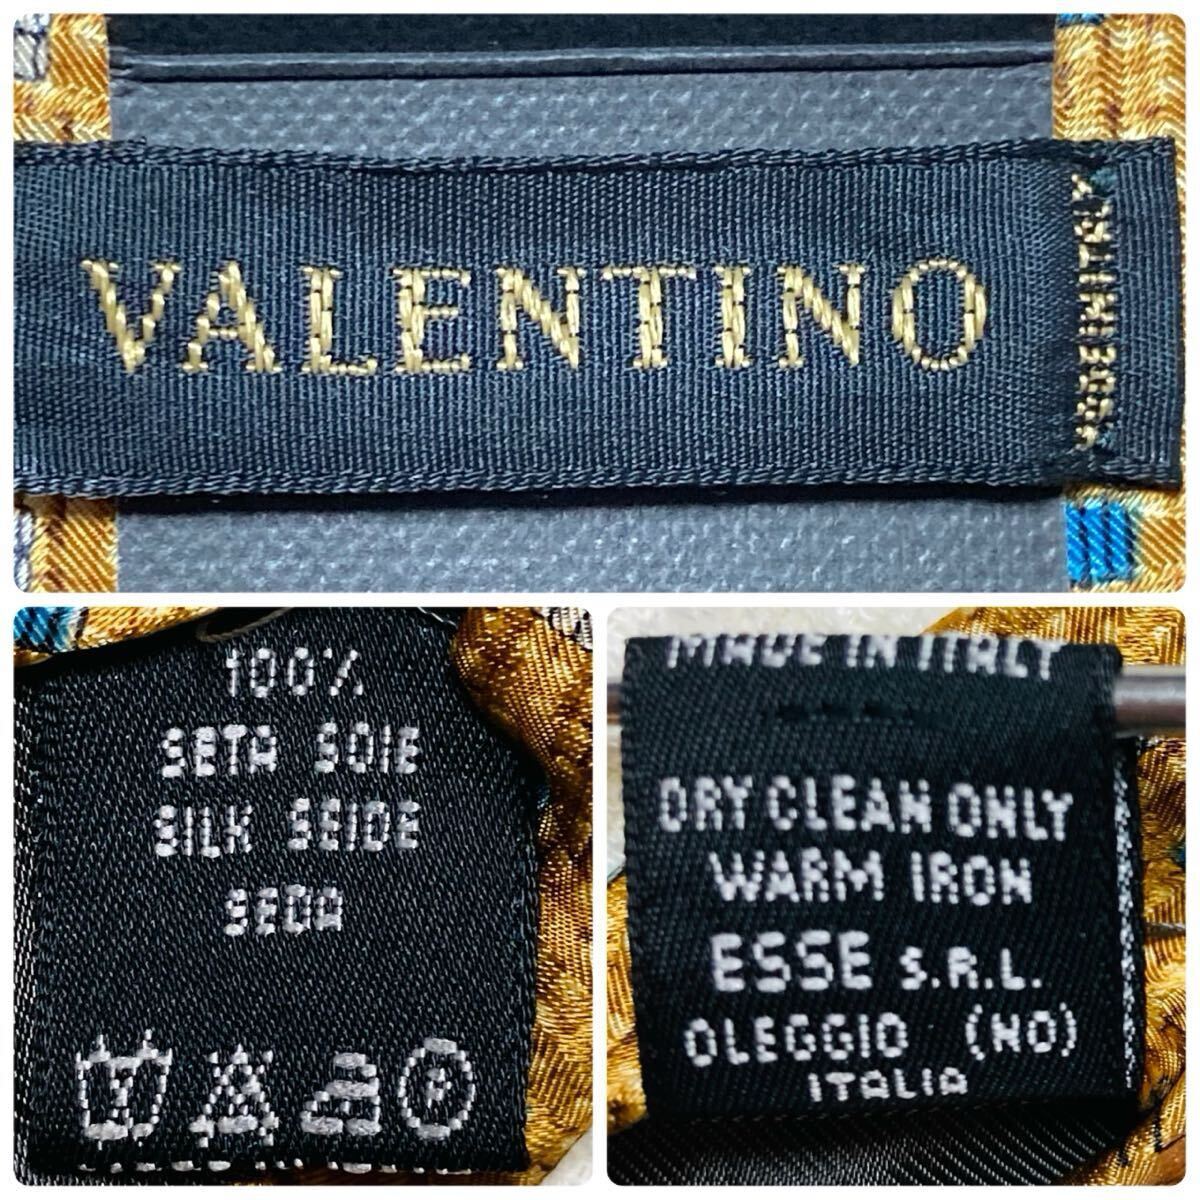 VALENTINO
100%
SETA SOIE
SILK SEIDE
SEDA
MADE IN ITALY
DRY CLEAN ONLY
WARM IRON
ESSE S.R.L.
OLEGGIO (NO)
ITALIA